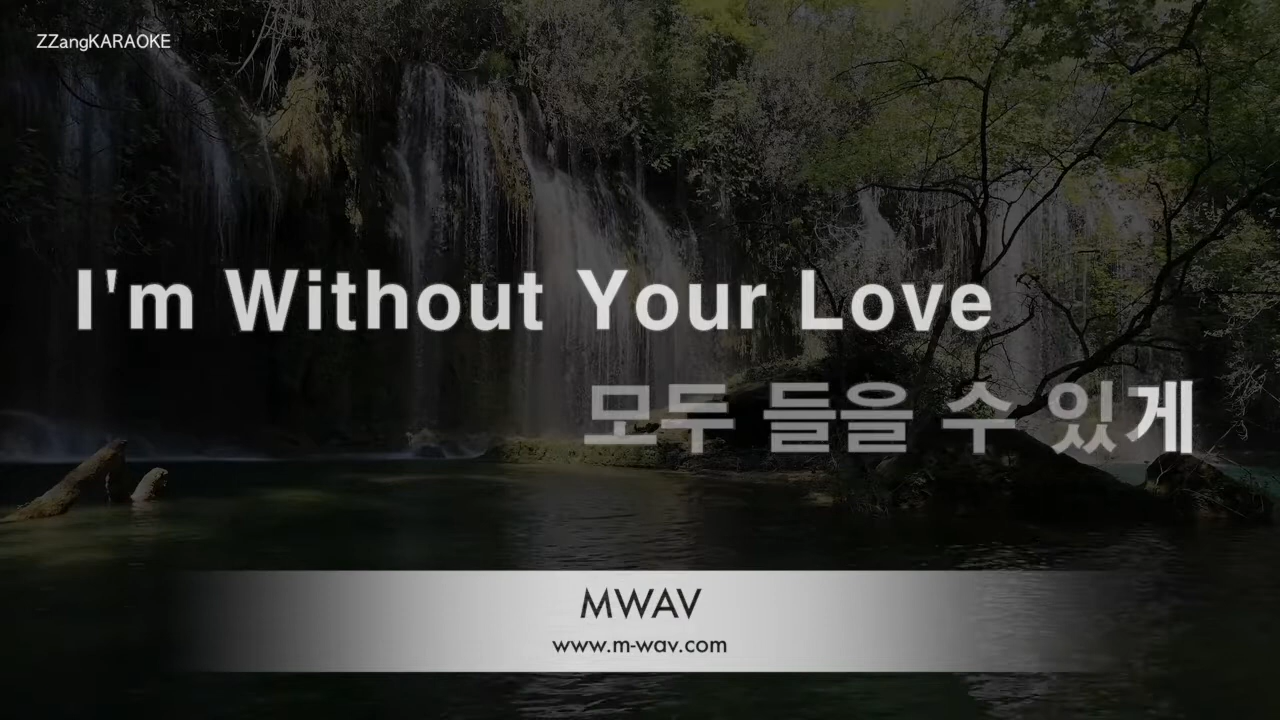 ZZangKARAOKE
I'm Without Your Love
모두 들을 수 있게
MWAV
www.m-wav.com